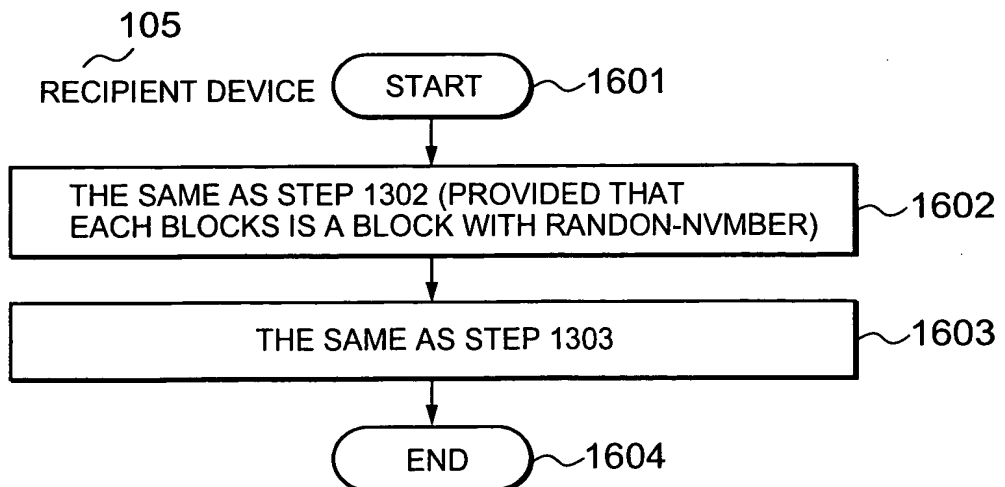 105
RECIPIENT DEVICE
START
1601
THE SAME AS STEP 1302 (PROVIDED THAT
EACH BLOCKS IS A BLOCK WITH RANDON-NVMBER)
1602
THE SAME AS STEP 1303
1603
END
1604